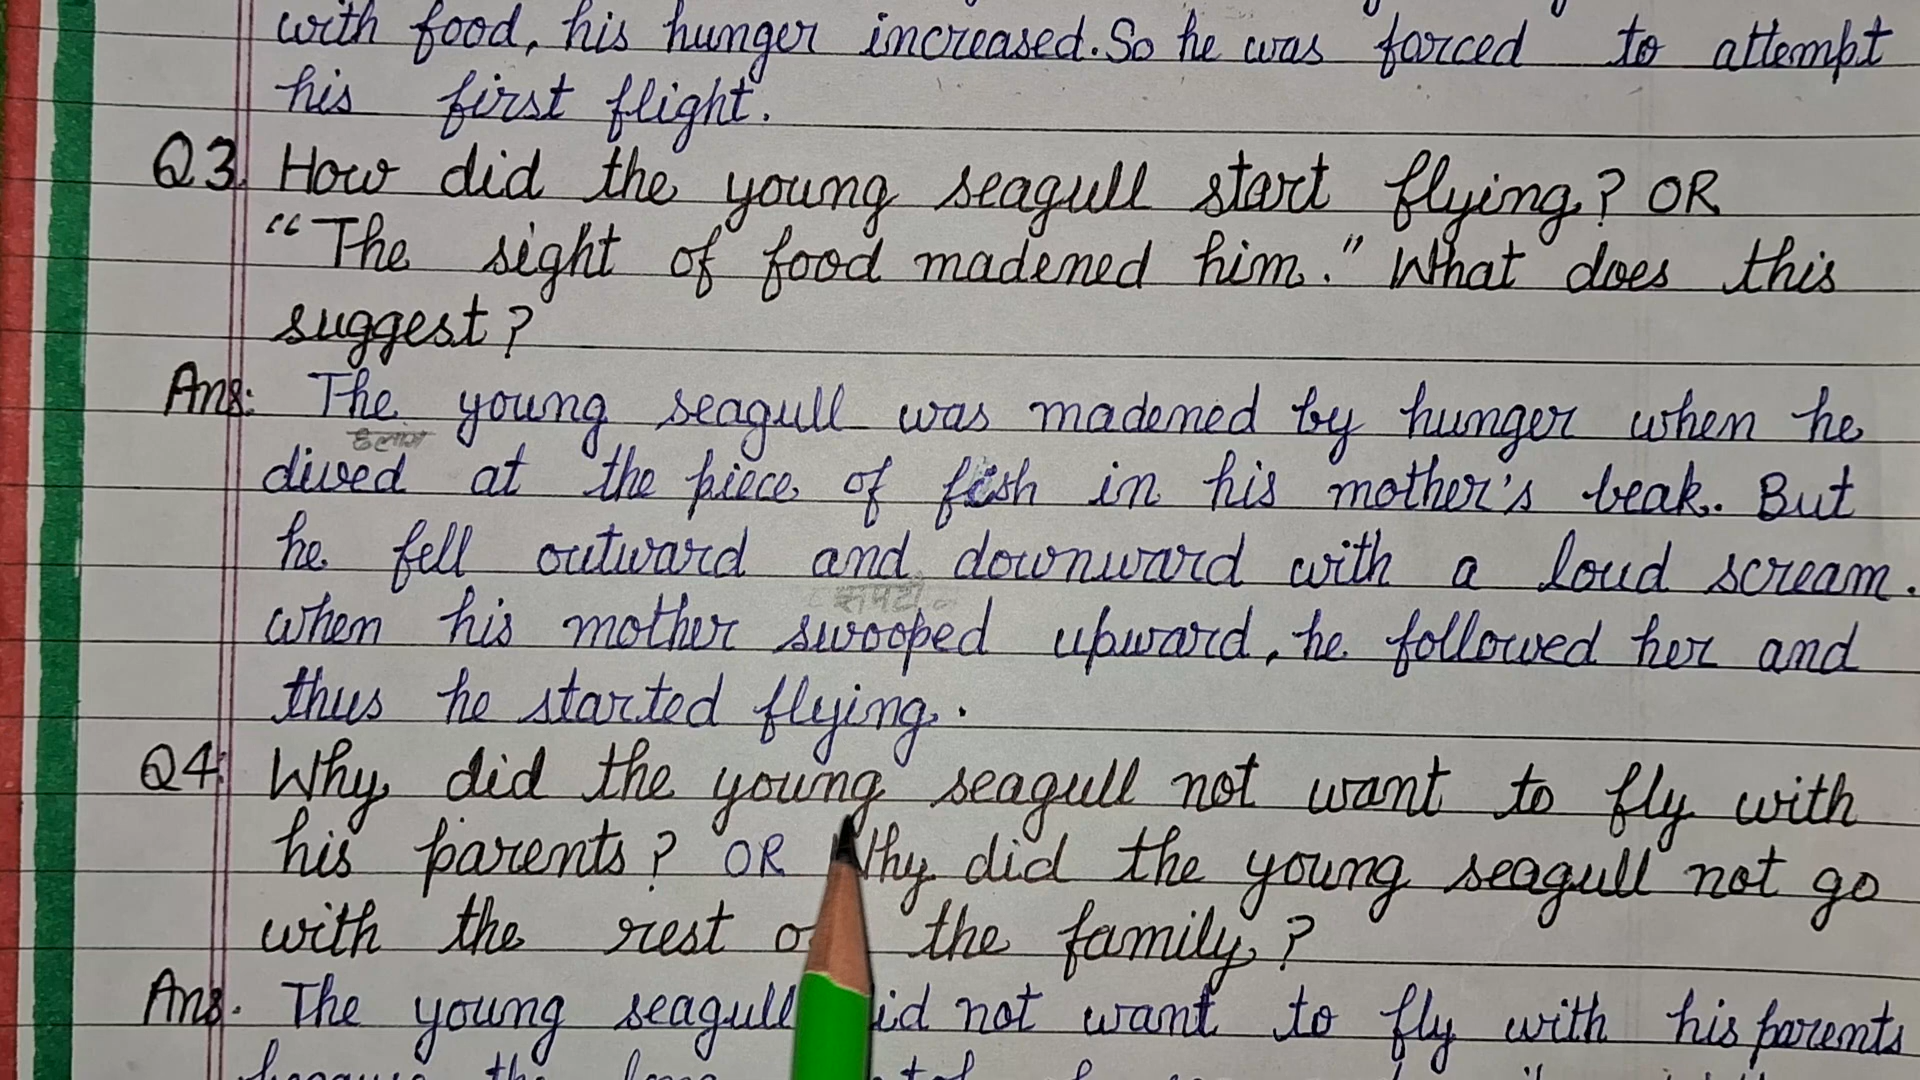 with food, his hunger increased. So he was forced to attempt
his first flight.
Q3. How did the young seagull start flying? OR
"The sight of food madened him." What does this
suggest?
Ans: The young seagull was madened by hunger when he
dived at the piece of fish in his mother's beak. But
he fell outward and downward with a loud scream.
when his mother swooped upward, he followed her and
thus he started flying.
Q4. Why did the young seagull not want to fly with
his parents? OR Why did the young seagull not go
with the rest the family?
Ans. The young seagull not want to fly with his parents
the